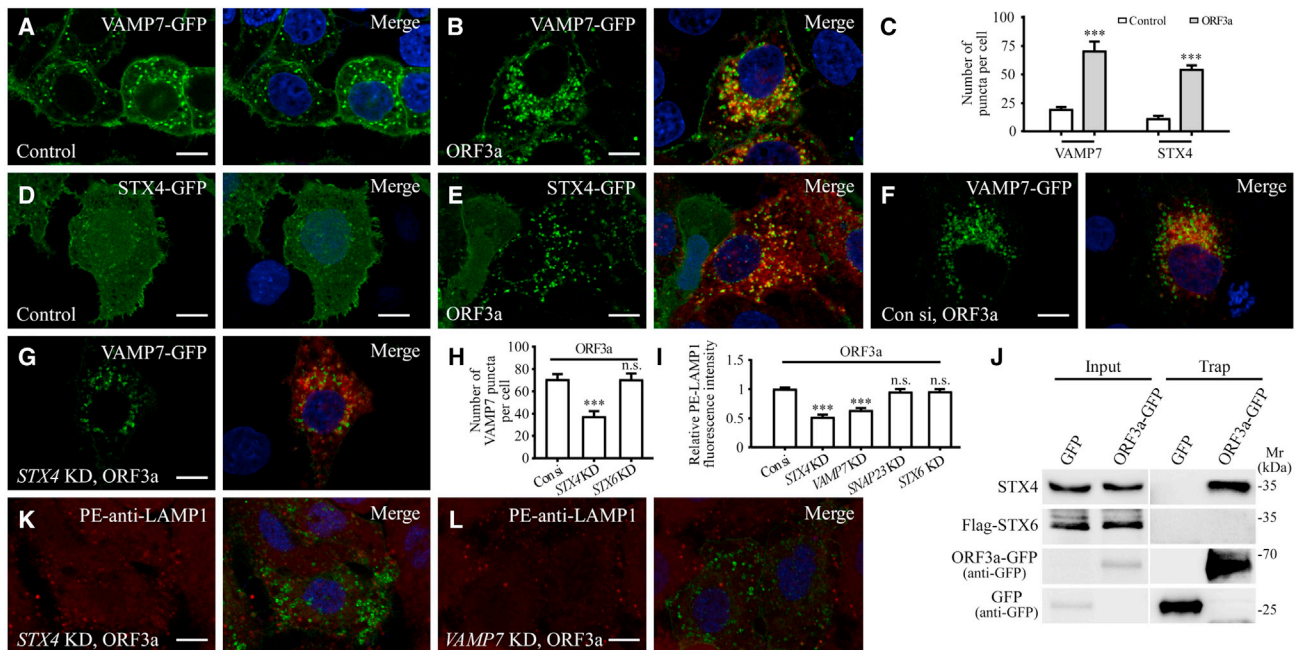 A VAMP7-GFP Merge
Control
B VAMP7-GFP Merge
ORF3a
C
Control ORF3a
Number of
puncta per cell
100
75
50
25
0
*** ***
VAMP7 STX4
D STX4-GFP Merge
Control
E STX4-GFP Merge
ORF3a
F VAMP7-GFP Merge
Con si, ORF3a
G VAMP7-GFP Merge
STX4 KD, ORF3a
H
ORF3a
Number of
VAMP7 puncta
per cell
100
80
60
40
20
0
*** n.s.
Con si STX4 KD STX6 KD
I
ORF3a
Relative PE-LAMP1
fluorescence intensity
1.5
1
0.5
0
*** *** n.s. n.s.
Con si STX4 KD VAMP7 KD SNAP23 KD STX6 KD
J
Input Trap
GFP ORF3a-GFP GFP ORF3a-GFP
Mr
(kDa)
STX4 -35
Flag-STX6 -35
-55
ORF3a-GFP -70
(anti-GFP)
GFP
(anti-GFP) -25
K PE-anti-LAMP1 Merge
STX4 KD, ORF3a
L PE-anti-LAMP1 Merge
VAMP7 KD, ORF3a